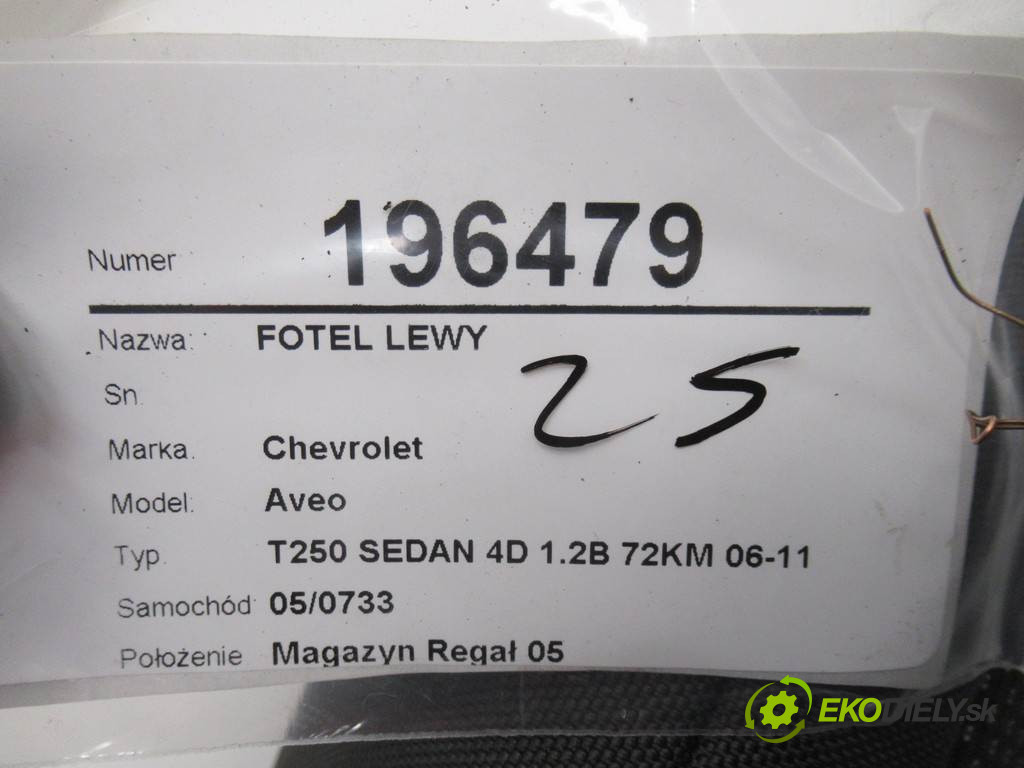 Numer 196479
Nazwa: FOTEL LEWY
25
Sn.
Marka. Chevrolet
Model: Aveo
Typ. T250 SEDAN 4D 1.2B 72KM 06-11
Samochód 05/0733
Położenie Magazyn Regał 05
EKODIELY.sk